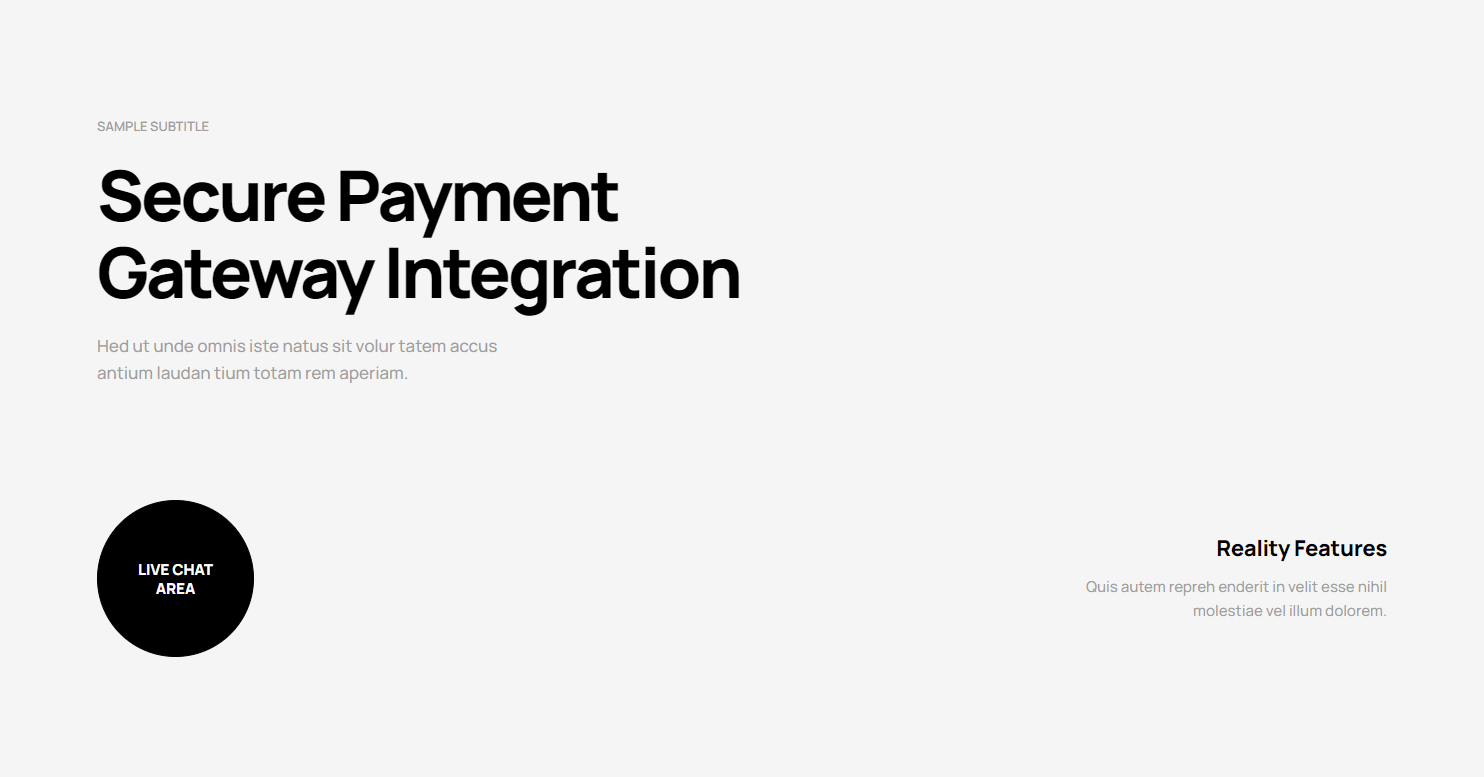 SAMPLE SUBTITLE
Secure Payment
Gateway Integration
Hed ut unde omnis iste natus sit volur tatem accus
antium laudan tium totam rem aperiam.
LIVE CHAT
AREA
Reality Features
Quis autem repreh enderit in velit esse nihil
molestiae vel illum dolorem.